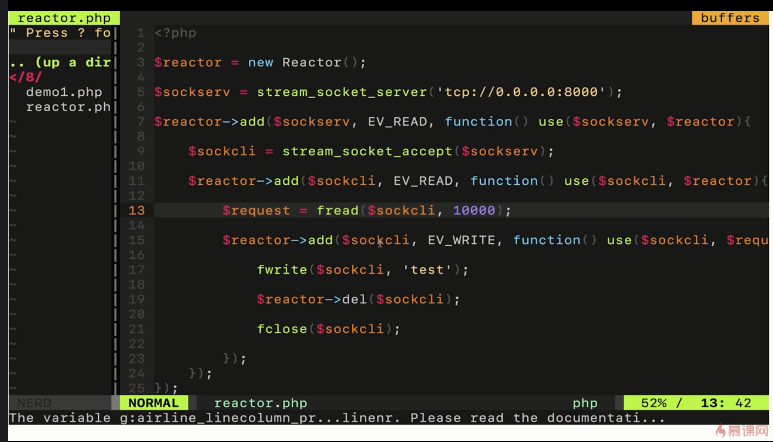 reactor.php
buffers
" Press ? fo
.. (up a dir
</8/
demo1.php
reactor.ph
~
1 <?php
2
3 $reactor = new Reactor();
4
5 $sockserv = stream_socket_server('tcp://0.0.0.0:8000');
6
7 $reactor->add($sockserv, EV_READ, function() use($sockserv, $reactor){
8
9 $sockcli = stream_socket_accept($sockserv);
10
11 $reactor->add($sockcli, EV_READ, function() use($sockcli, $reactor){
12
13 $request = fread($sockcli, 10000);
14
15 $reactor->add($sockcli, EV_WRITE, function() use($sockcli, $requ
16
17 fwrite($sockcli, 'test');
18
19 $reactor->del($sockcli);
20
21 fclose($sockcli);
22
23 });
24 });
25 });
NERD
NORMAL reactor.php php 52% / 13: 42
The variable g:airline_linecolumn_pr...linenr. Please read the documentati...
慕课网